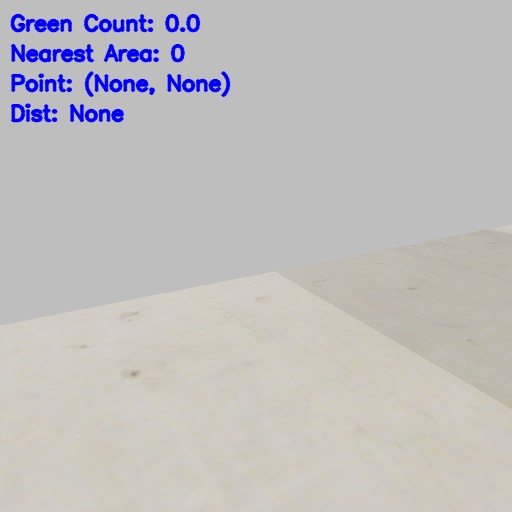 Green Count: 0.0
Nearest Area: 0
Point: (None, None)
Dist: None